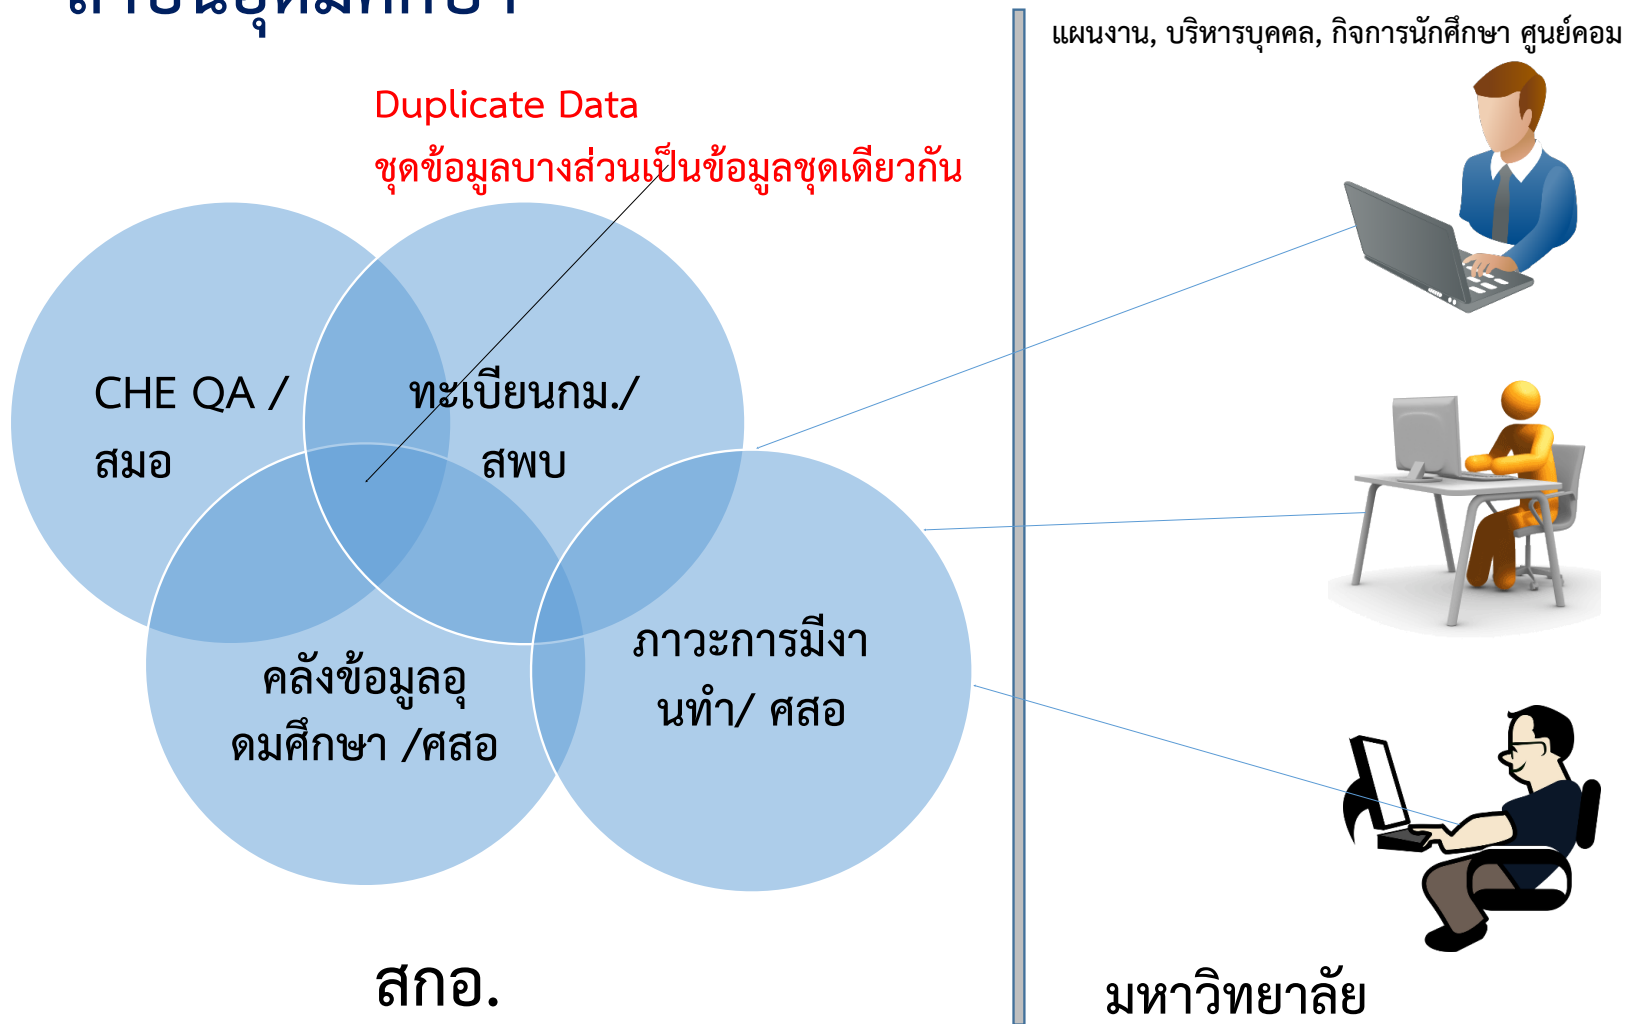 แผนงาน, บริหารบุคคล, กิจการนักศึกษา ศูนย์คอม
Duplicate Data
ชุดข้อมูลบางส่วนเป็นข้อมูลชุดเดียวกัน
CHE QA /
สมอ
ทะเบียนกม./
สพบ
คลังข้อมูลอุ
ดมศึกษา /ศสอ
ภาวะการมีงา
นทำ/ ศสอ
สกอ.
มหาวิทยาลัย